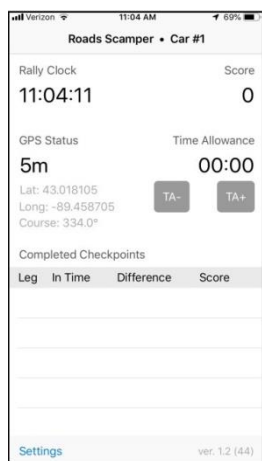 Verizon 11:04 AM 69%
Roads Scamper • Car #1
Rally Clock Score
11:04:11 0
GPS Status Time Allowance
5m 00:00
Lat: 43.018105
Long: -89.458705
Course: 334.0°
TA- TA+
Completed Checkpoints
Leg In Time Difference Score
Settings ver. 1.2 (44)